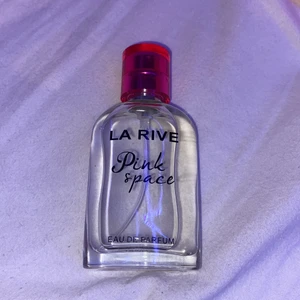 LA RIVE
Pink
space
EAU DE PARFUM